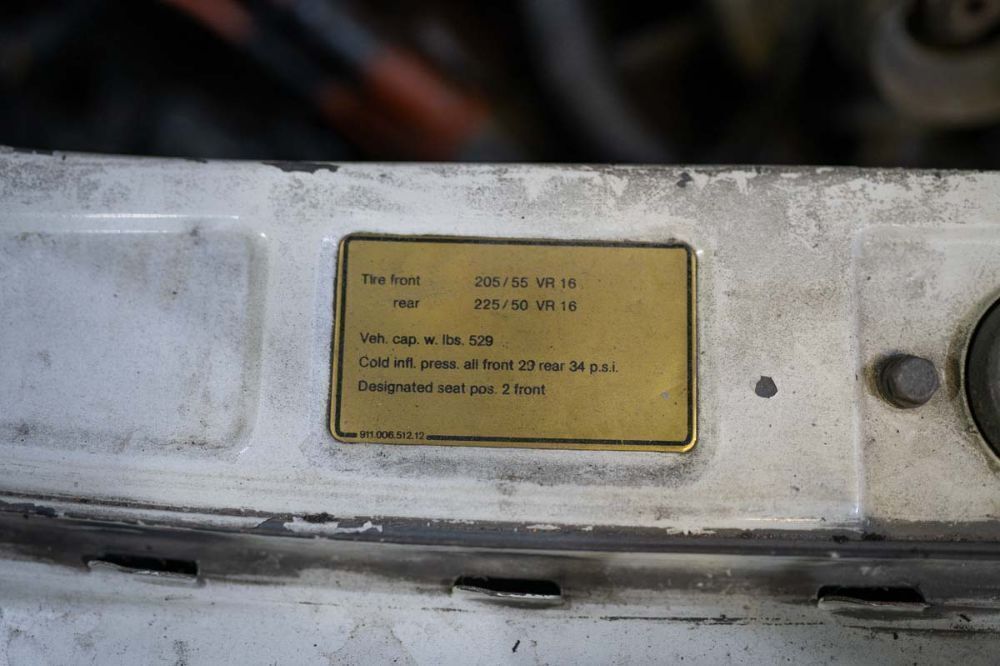 Tire front 205/55 VR 16
rear 225/50 VR 16
Veh. cap. w. lbs. 529
Cold infl. press. all front 29 rear 34 p.s.i.
Designated seat pos. 2 front
911.006.512.12